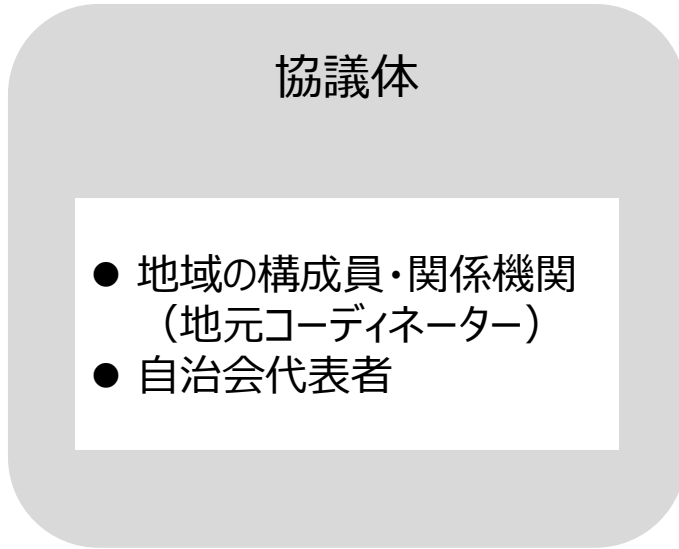 協議体
● 地域の構成員・関係機関
（地元コーディネーター）
● 自治会代表者